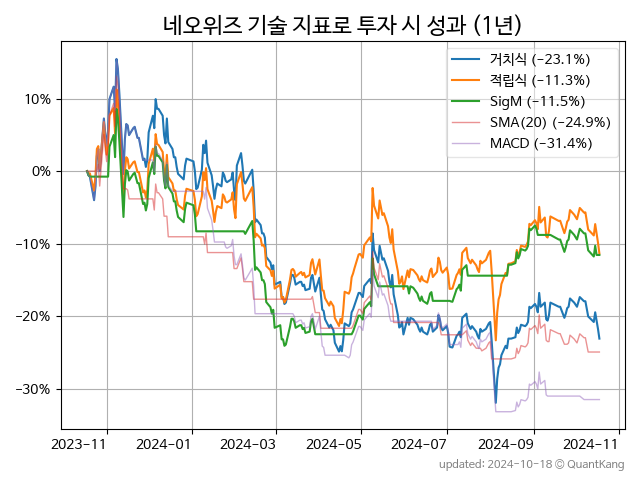 네오위즈 기술 지표로 투자 시 성과 (1년)
거치식 (−23.1%)
적립식 (−11.3%)
SigM (−11.5%)
SMA(20) (−24.9%)
MACD (−31.4%)
10%
0%
−10%
−20%
−30%
2023-11 2024-01 2024-03 2024-05 2024-07 2024-09 2024-11
updated: 2024-10-18 ⓒ QuantKang